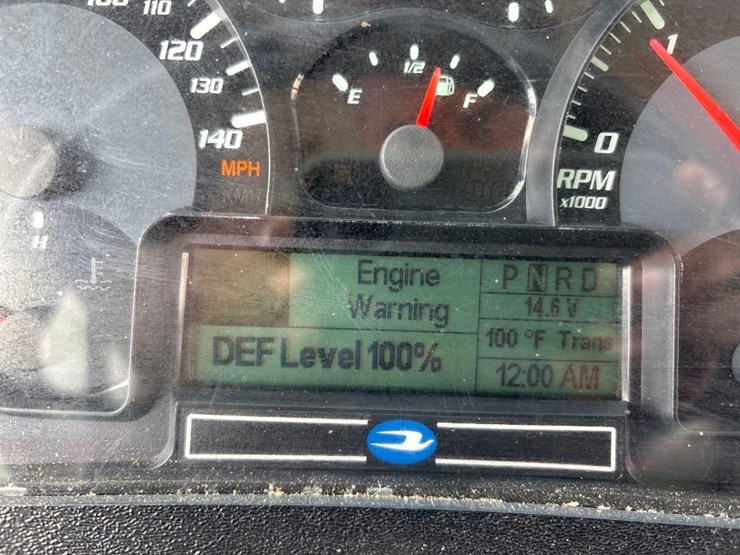 110
120
130
140
MPH
H
E
1/2
F
1
0
RPM
x1000
Engine
Warning
DEF Level 100%
P N R D
14.6 V
100 °F Trans
12:00 AM